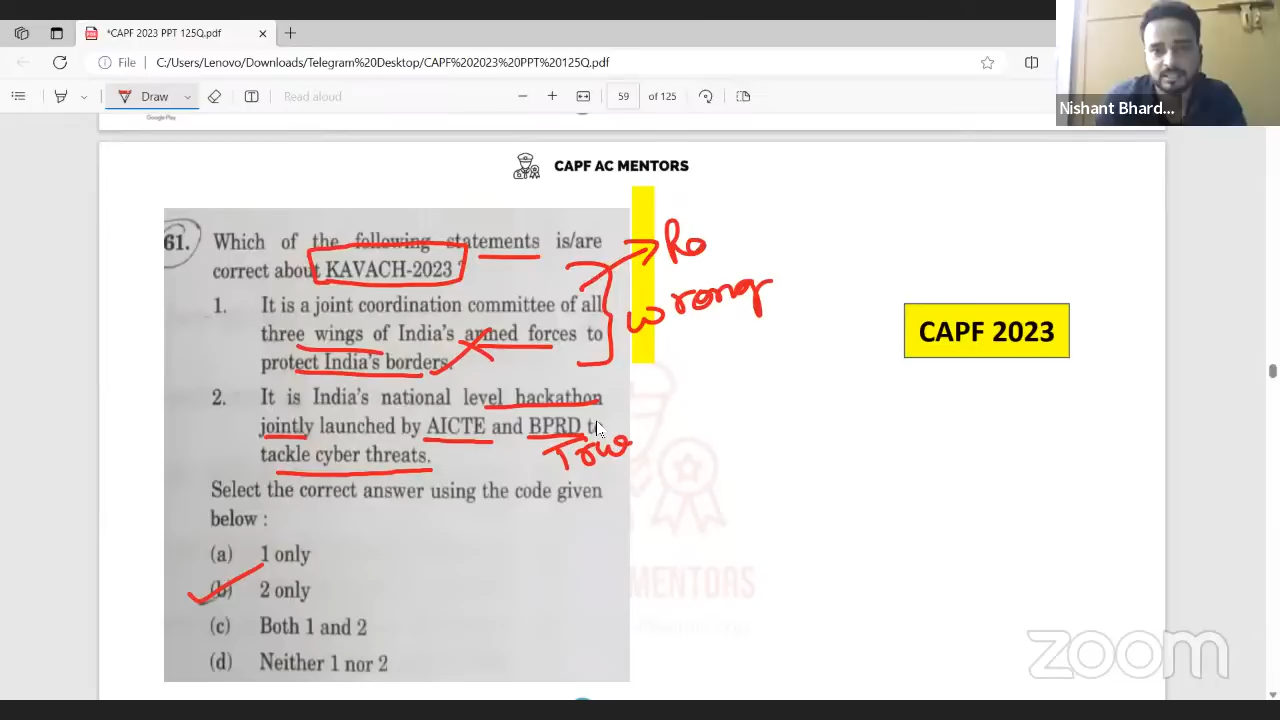 *CAPF 2023 PPT 125Q.pdf
File C:/Users/Lenovo/Downloads/Telegram%20Desktop/CAPF%202023%20PPT%20125Q.pdf
Draw Read aloud 59 of 125
Nishant Bhard...
Google Play
CAPF AC MENTORS
61. Which of the following statements is/are
correct about KAVACH-2023 ?
Ro
1. It is a joint coordination committee of all
three wings of India's armed forces to
protect India's borders.
wrong
CAPF 2023
2. It is India's national level hackathon
jointly launched by AICTE and BPRD to
tackle cyber threats.
True
Select the correct answer using the code given
below :
(a) 1 only
(b) 2 only
(c) Both 1 and 2
(d) Neither 1 nor 2
MENTORS
zoom